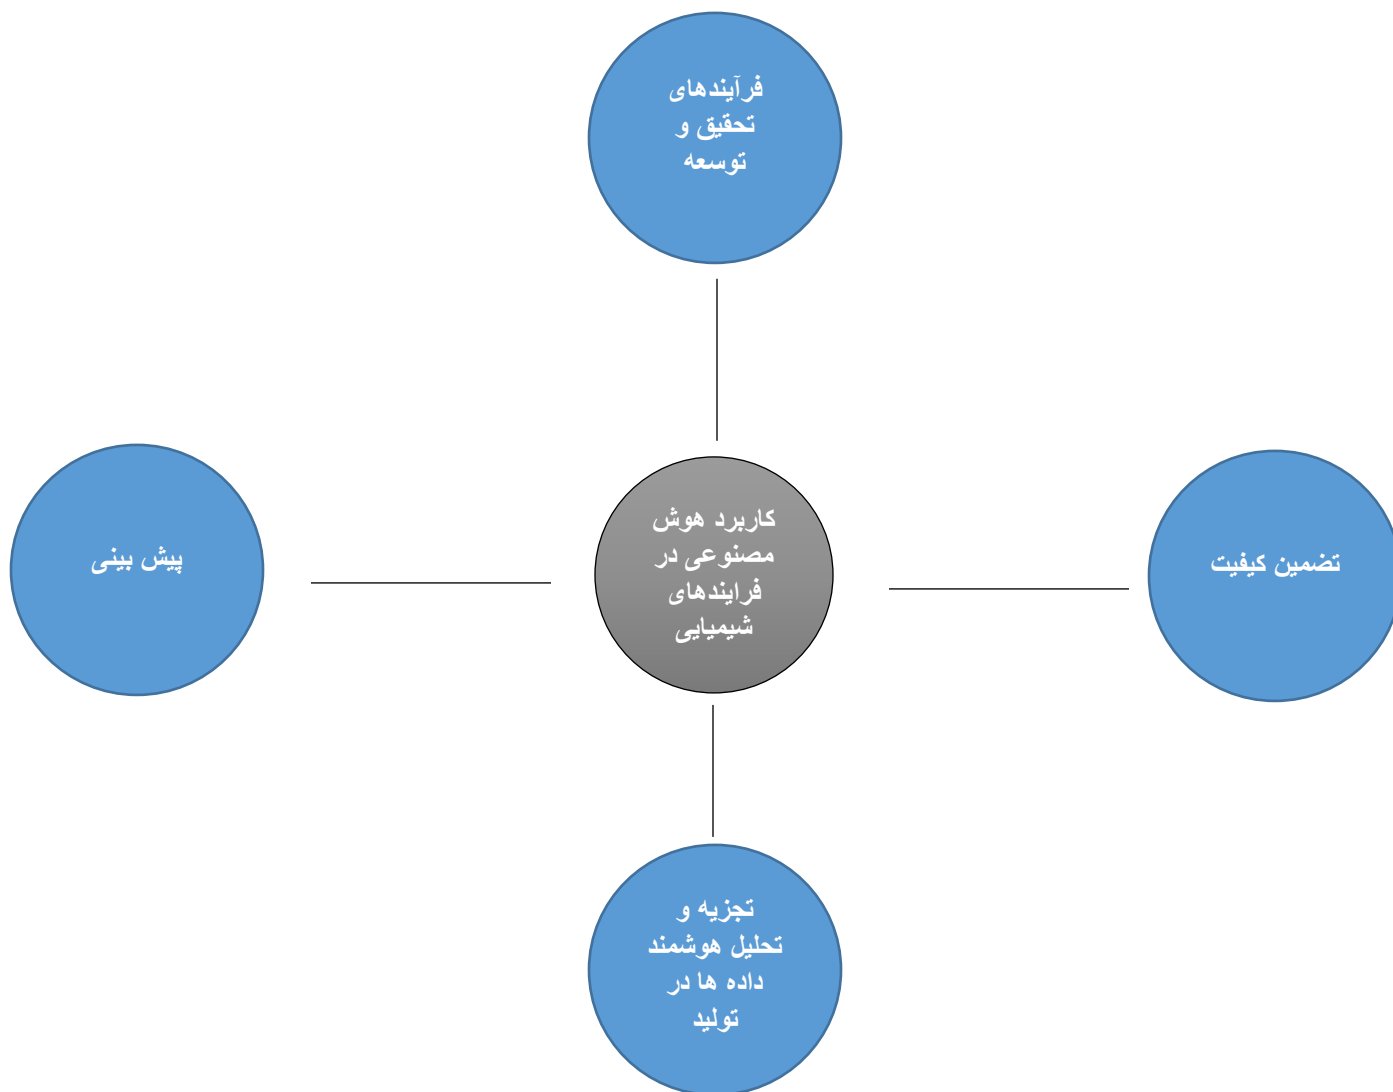 فرآیندهای
تحقیق و
توسعه
کاربرد هوش
مصنوعی در
فرایندهای
شیمیایی
تضمین کیفیت
پیش بینی
تجزیه و
تحلیل هوشمند
داده ها در
تولید